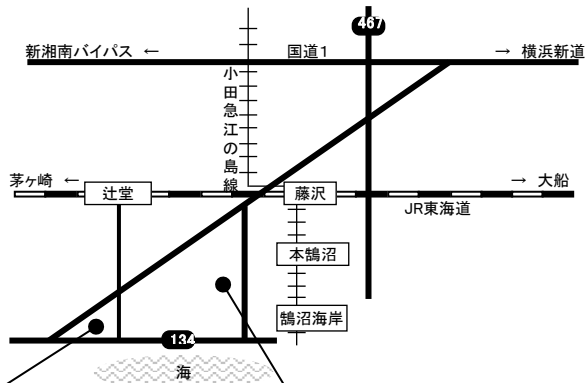 467
新湘南バイパス ← 国道1 → 横浜新道
小田急江の島線
茅ヶ崎 ← 辻堂 藤沢 → 大船
JR東海道
本鵠沼
鵠沼海岸
134
海